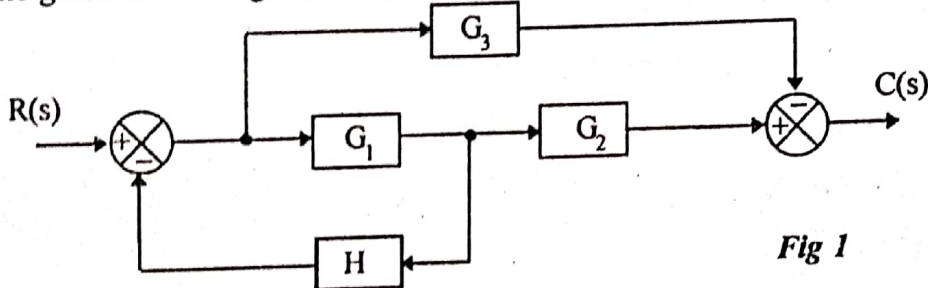 G₃
R(s)
C(s)
+
−
G₁
G₂
+
−
H
Fig 1